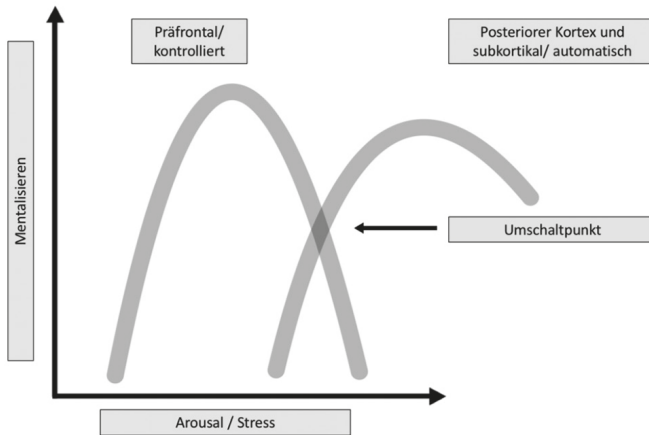 Präfrontal/
kontrolliert
Posteriorer Kortex und
subkortikal/ automatisch
Mentalisieren
Umschaltpunkt
Arousal / Stress